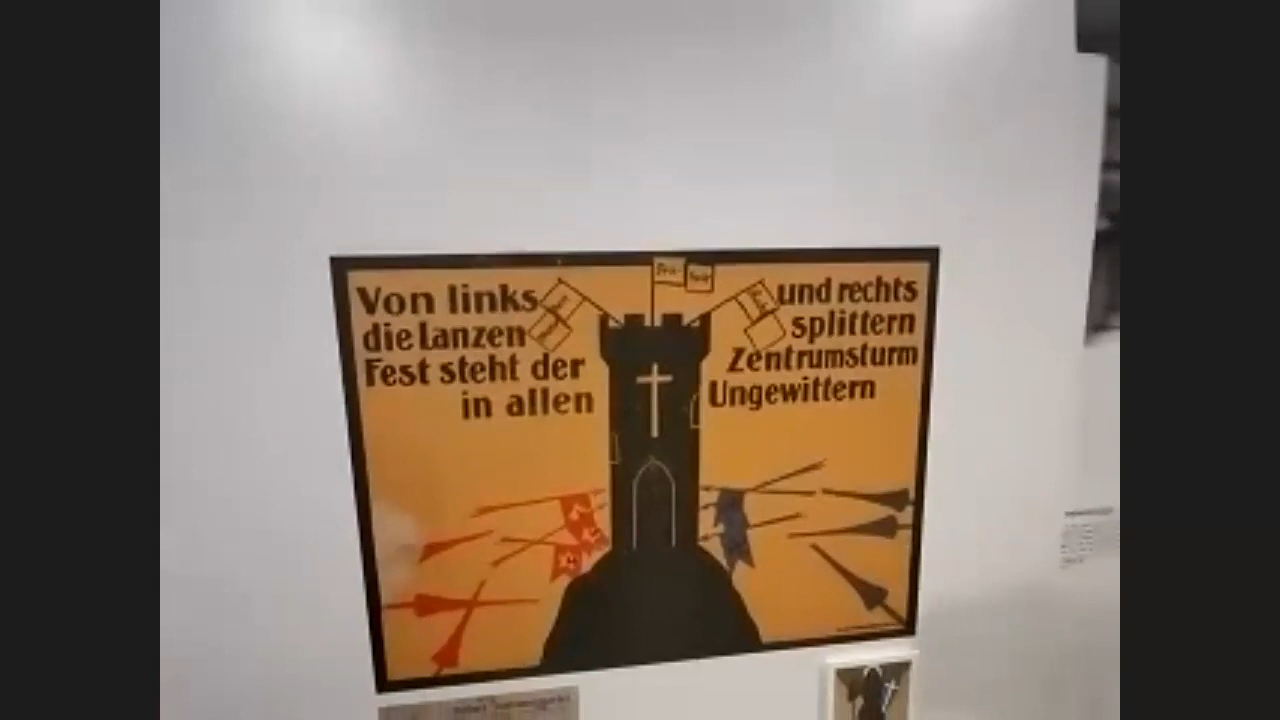 Von links und rechts
die Lanzen splittern
Fest steht der Zentrumsturm
in allen Ungewittern